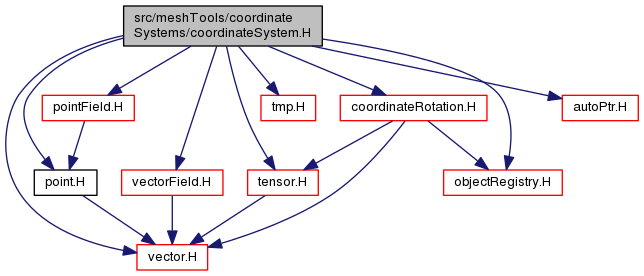 src/meshTools/coordinate
Systems/coordinateSystem.H
pointField.H
tmp.H
coordinateRotation.H
autoPtr.H
point.H
vectorField.H
tensor.H
objectRegistry.H
vector.H